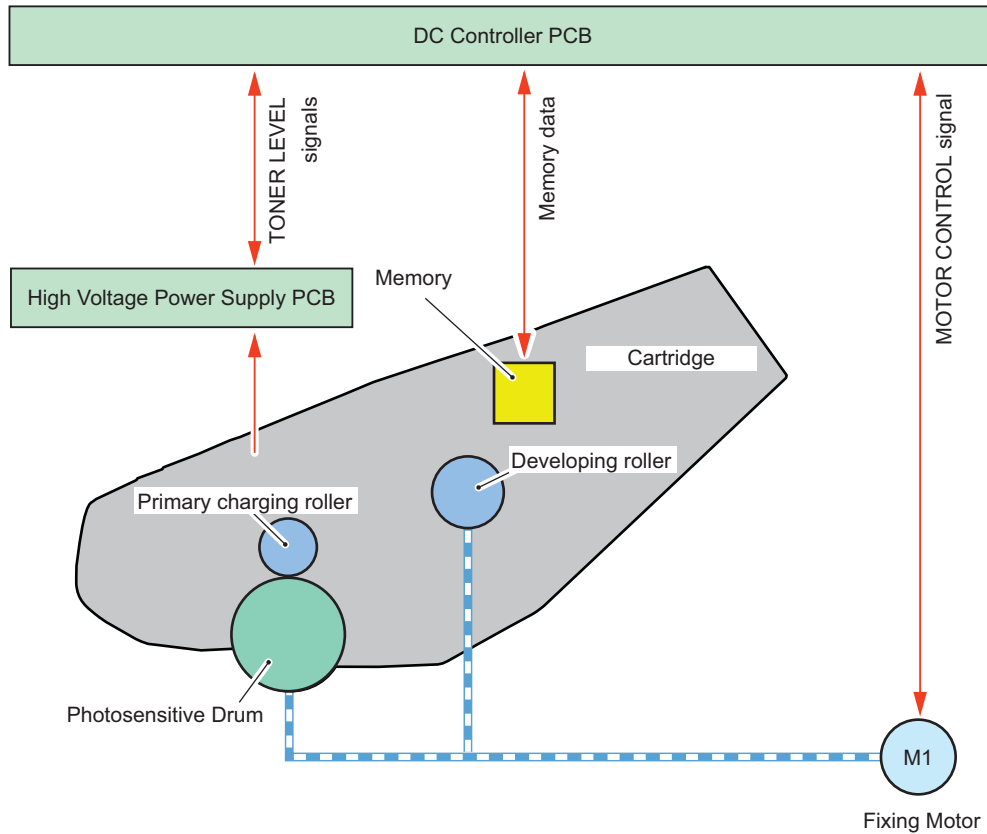 DC Controller PCB
TONER LEVEL
signals
Memory data
MOTOR CONTROL signal
High Voltage Power Supply PCB
Memory
Cartridge
Developing roller
Primary charging roller
Photosensitive Drum
M1
Fixing Motor